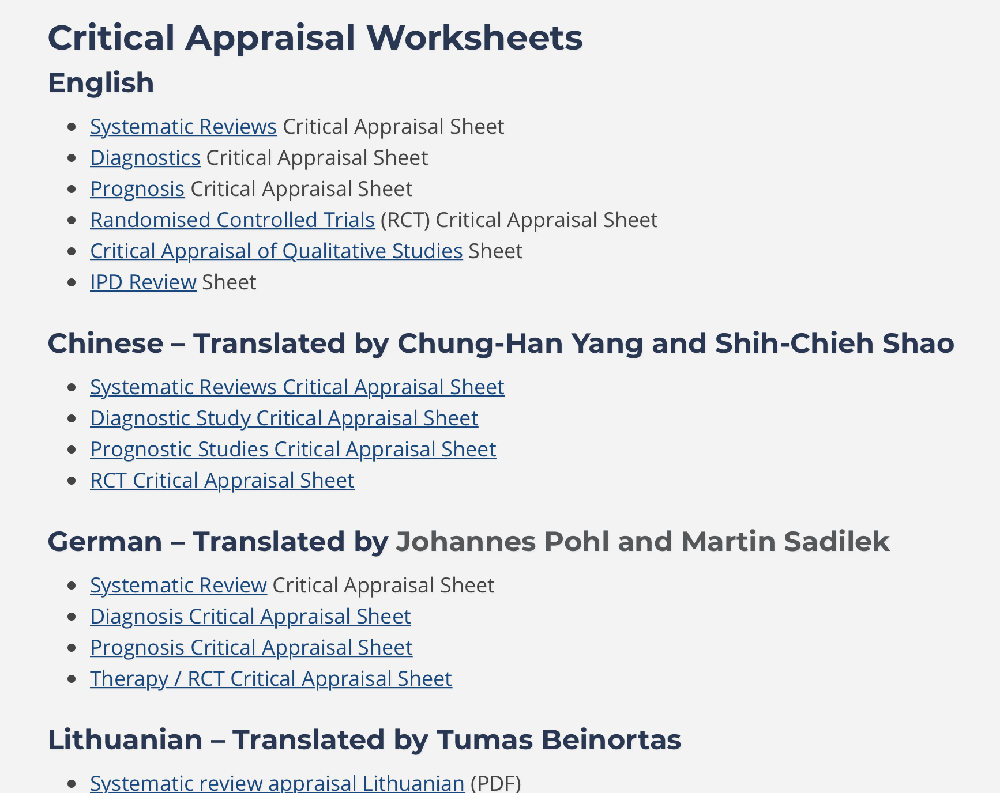 Critical Appraisal Worksheets
English
Systematic Reviews Critical Appraisal Sheet
Diagnostics Critical Appraisal Sheet
Prognosis Critical Appraisal Sheet
Randomised Controlled Trials (RCT) Critical Appraisal Sheet
Critical Appraisal of Qualitative Studies Sheet
IPD Review Sheet
Chinese – Translated by Chung-Han Yang and Shih-Chieh Shao
Systematic Reviews Critical Appraisal Sheet
Diagnostic Study Critical Appraisal Sheet
Prognostic Studies Critical Appraisal Sheet
RCT Critical Appraisal Sheet
German – Translated by Johannes Pohl and Martin Sadilek
Systematic Review Critical Appraisal Sheet
Diagnosis Critical Appraisal Sheet
Prognosis Critical Appraisal Sheet
Therapy / RCT Critical Appraisal Sheet
Lithuanian – Translated by Tumas Beinortas
Systematic review appraisal Lithuanian (PDF)